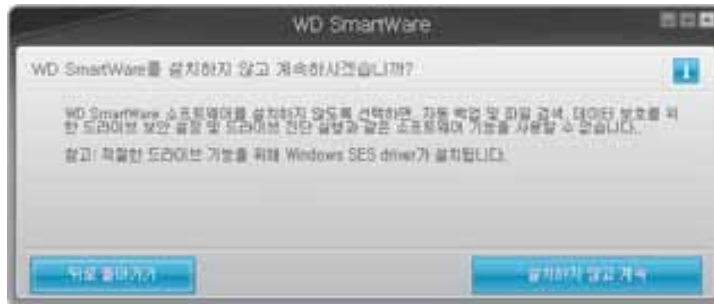 WD SmartWare
WD SmartWare를 설치하지 않고 계속하시겠습니까?
WD SmartWare 소프트웨어를 설치하지 않도록 선택하면, 자동 백업 및 파일 검색, 데이터 보호를 위
한 드라이브 보안 설정 및 드라이브 진단 실행과 같은 소프트웨어 기능을 사용할 수 없습니다.
참고: 적절한 드라이브 기능을 위해 Windows SES driver가 설치됩니다.
뒤로 돌아가기
설치하지 않고 계속